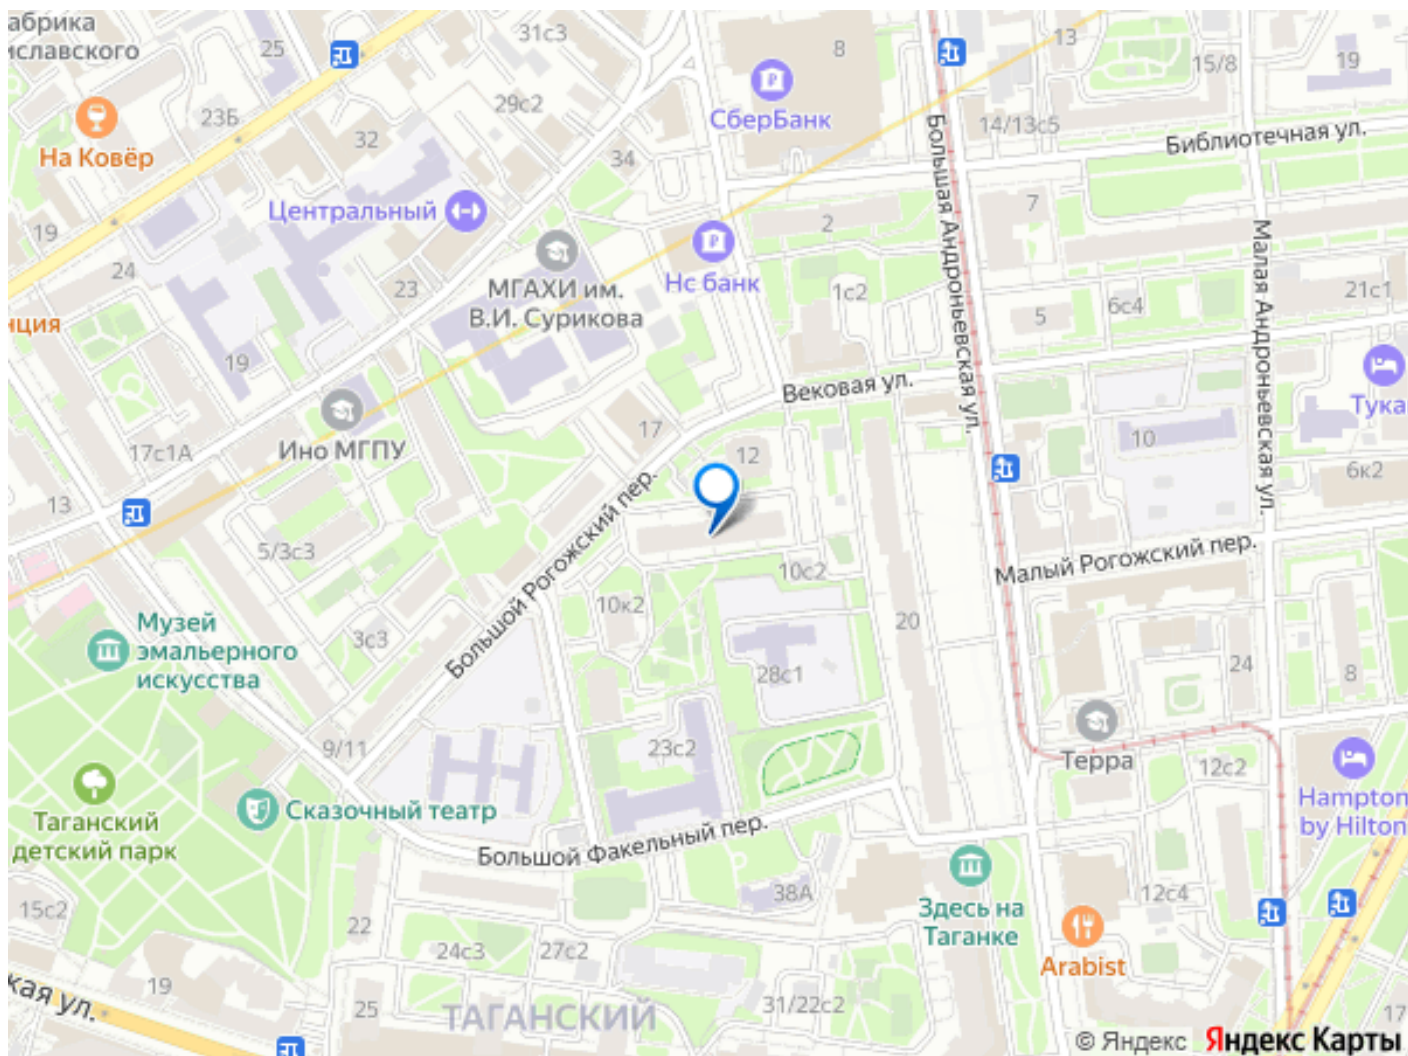 абрика
иславского
25
31с3
8
13
15/8
19
На Ковёр
23Б
32
29с2
34
СберБанк
14/13с5
Библиотечная ул.
Центральный
19
24
23
МГАХИ им.
В.И. Сурикова
Нс банк
2
1с2
7
5
6с4
21с1
Большая Андроньевская ул.
Малая Андроньевская ул.
нция
19
Вековая ул.
Тука
Ино МГПУ
17с1А
17
12
10
6к2
13
5/3с3
Большой Рогожский пер.
Малый Рогожский пер.
10с2
10к2
3с3
28с1
20
24
8
Музей
эмальерного
искусства
9/11
23с2
Терра
12с2
Hampton
by Hilton
Таганский
детский парк
Сказочный театр
Большой Факельный пер.
38А
Здесь на
Таганке
12с4
Arabist
15с2
22
24с3
27с2
19
25
31/22с2
ТАГАНСКИЙ
кая ул.
17
© Яндекс Яндекс Карты